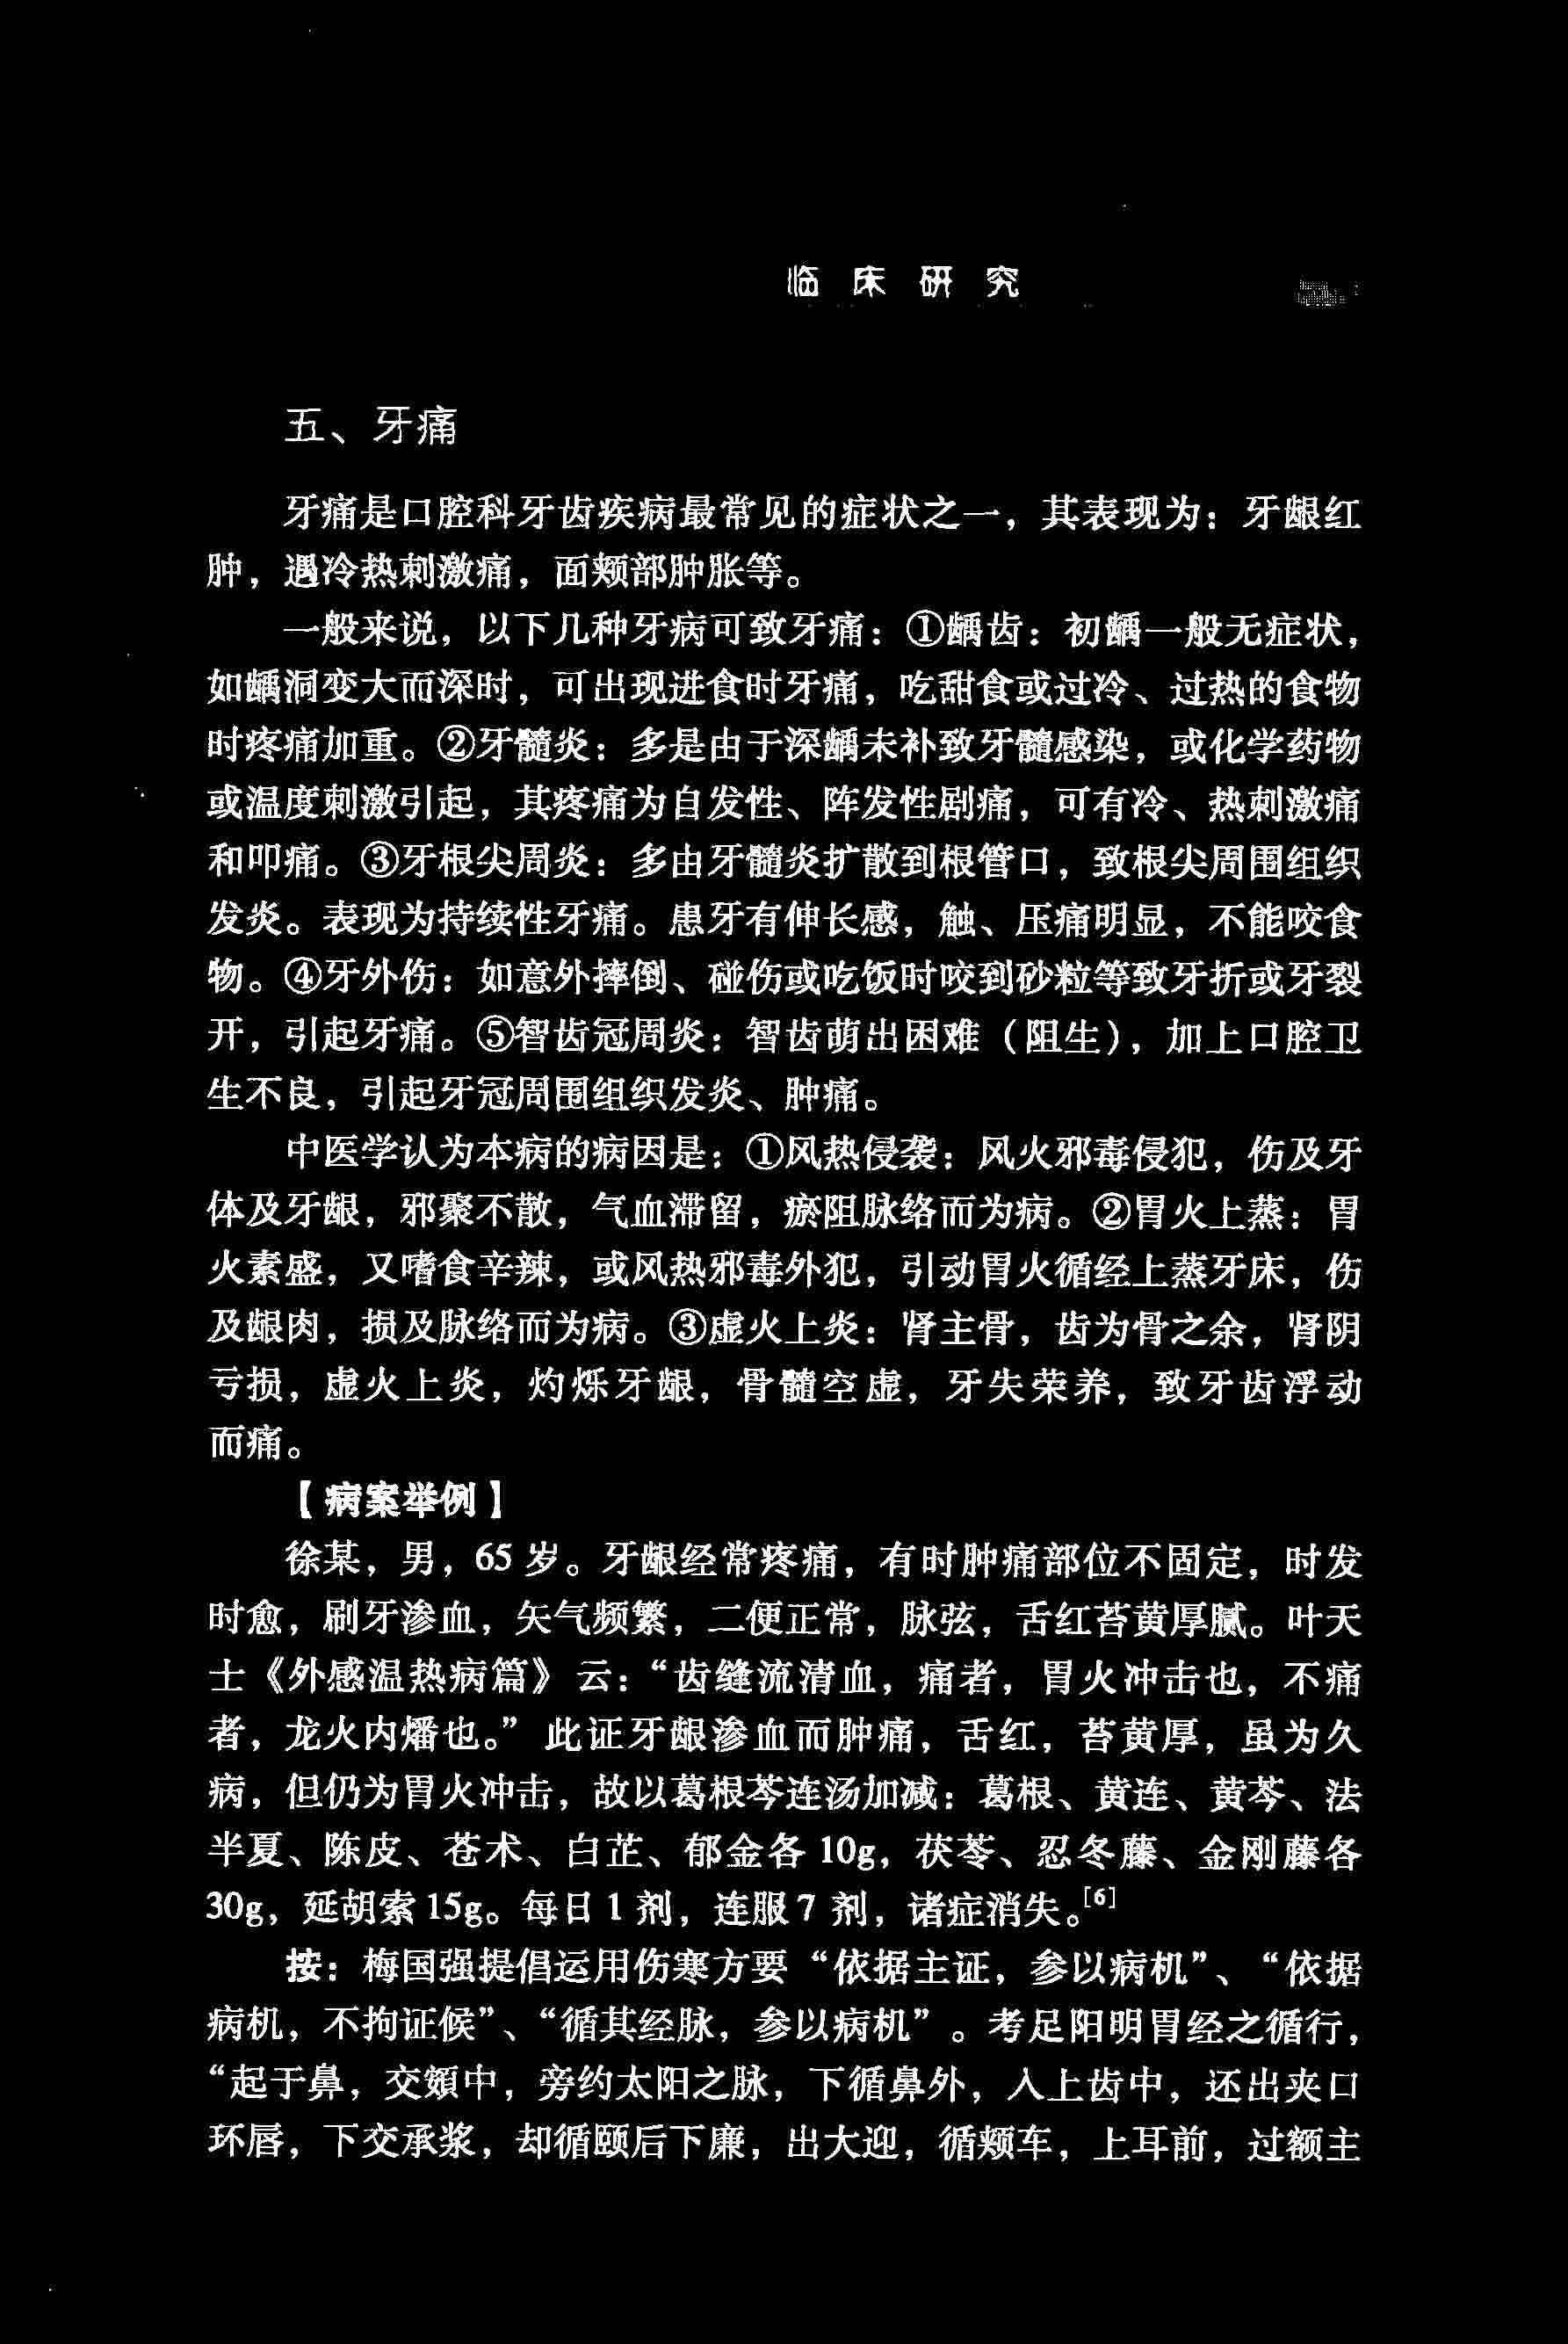 临床研究
五、牙痛
牙痛是口腔科牙齿疾病最常见的症状之一，其表现为：牙龈红
肿，遇冷热刺激痛，面颊部肿胀等。
一般来说，以下几种牙病可致牙痛：①龋齿：初龋一般无症状，
如龋洞变大而深时，可出现进食时牙痛，吃甜食或过冷、过热的食物
时疼痛加重。②牙髓炎：多是由于深龋未补致牙髓感染，或化学药物
或温度刺激引起，其疼痛为自发性、阵发性剧痛，可有冷、热刺激痛
和叩痛。③牙根尖周炎：多由牙髓炎扩散到根管口，致根尖周围组织
发炎。表现为持续性牙痛。患牙有伸长感，触、压痛明显，不能咬食
物。④牙外伤：如意外摔倒、碰伤或吃饭时咬到砂粒等致牙折或牙裂
开，引起牙痛。⑤智齿冠周炎：智齿萌出困难（阻生），加上口腔卫
生不良，引起牙冠周围组织发炎、肿痛。
中医学认为本病的病因是：①风热侵袭：风火邪毒侵犯，伤及牙
体及牙龈，邪聚不散，气血滞留，瘀阻脉络而为病。②胃火上蒸：胃
火素盛，又嗜食辛辣，或风热邪毒外犯，引动胃火循经上蒸牙床，伤
及龈肉，损及脉络而为病。③虚火上炎：肾主骨，齿为骨之余，肾阴
亏损，虚火上炎，灼烁牙龈，骨髓空虚，牙失荣养，致牙齿浮动
而痛。
【病案举例】
徐某，男，65 岁。牙龈经常疼痛，有时肿痛部位不固定，时发
时愈，刷牙渗血，矢气频繁，二便正常，脉弦，舌红苔黄厚腻。叶天
士《外感温热病篇》云：“齿缝流清血，痛者，胃火冲击也，不痛
者，龙火内燔也。”此证牙龈渗血而肿痛，舌红，苔黄厚，虽为久
病，但仍为胃火冲击，故以葛根芩连汤加减：葛根、黄连、黄芩、法
半夏、陈皮、苍术、白芷、郁金各 10g，茯苓、忍冬藤、金刚藤各
30g，延胡索 15g。每日 1 剂，连服 7 剂，诸症消失。[6]
按：梅国强提倡运用伤寒方要“依据主证，参以病机”、“依据
病机，不拘证候”、“循其经脉，参以病机”。考足阳明胃经之循行，
“起于鼻，交頞中，旁约太阳之脉，下循鼻外，入上齿中，还出夹口
环唇，下交承浆，却循颐后下廉，出大迎，循颊车，上耳前，过额主